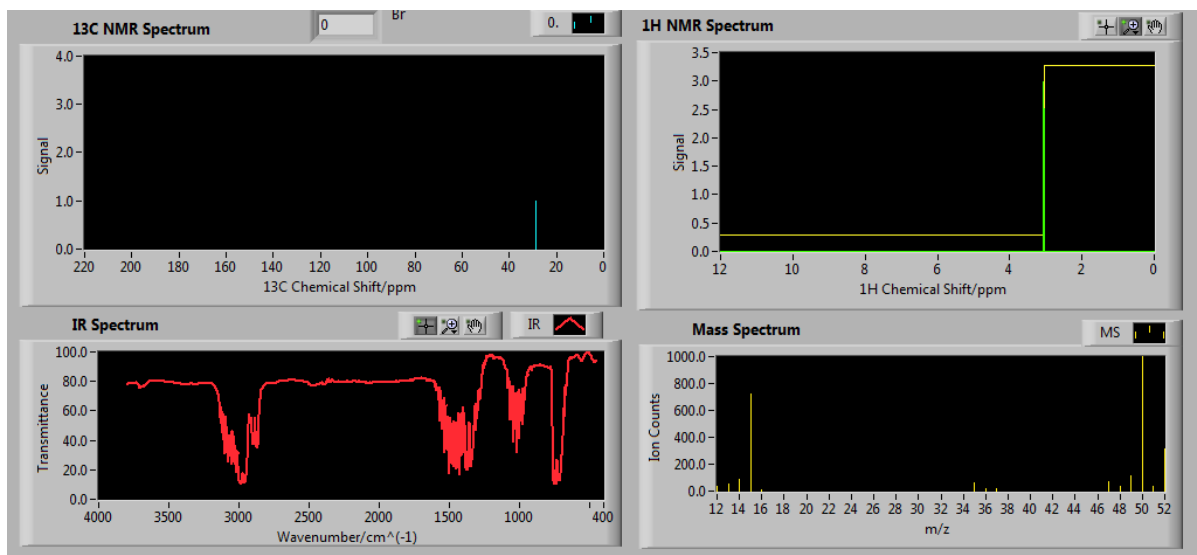 Br
13C NMR Spectrum
0
0.
4.0
3.0
2.0
1.0
0.0
Signal
220 200 180 160 140 120 100 80 60 40 20 0
13C Chemical Shift/ppm
1H NMR Spectrum
3.5
3.0
2.5
2.0
1.5
1.0
0.5
0.0
Signal
12 10 8 6 4 2 0
1H Chemical Shift/ppm
IR Spectrum
IR
100.0
80.0
60.0
40.0
20.0
0.0
Transmittance
4000 3000 2000 1000 400
Wavenumber/cm^(-1)
Mass Spectrum
MS
1000.0
800.0
600.0
400.0
200.0
0.0
Ion Counts
12 14 16 18 20 22 24 26 28 30 32 34 36 38 40 42 44 46 48 50 52
m/z